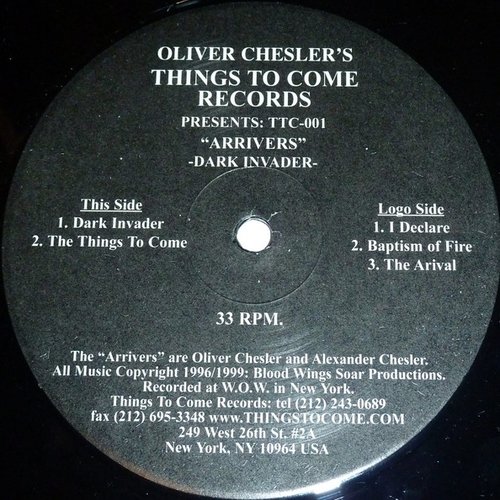 OLIVER CHESLER'S
THINGS TO COME
RECORDS
PRESENTS: TTC-001
“ARRIVERS”
-DARK INVADER-
This Side
1. Dark Invader
2. The Things To Come
Logo Side
1. I Declare
2. Baptism of Fire
3. The Arival
33 RPM.
The “Arrivers” are Oliver Chesler and Alexander Chesler.
All Music Copyright 1996/1999: Blood Wings Soar Productions.
Recorded at W.O.W. in New York.
Things To Come Records: tel (212) 243-0689
fax (212) 695-3348 www.THINGSTOCOME.COM
249 West 26th St. #2A
New York, NY 10964 USA